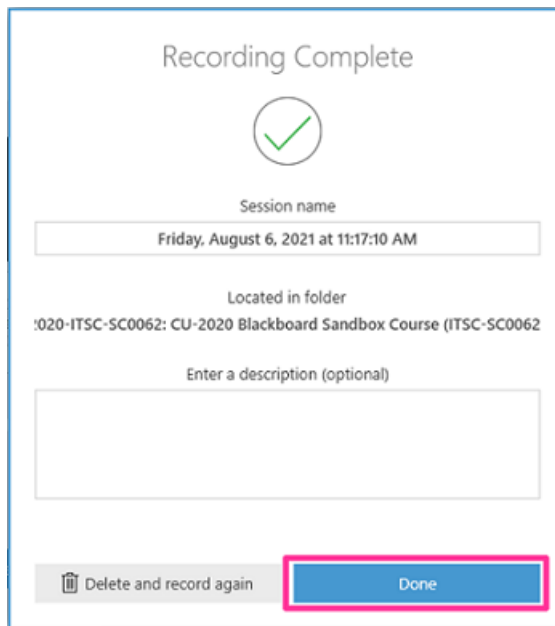 Recording Complete
Session name
Friday, August 6, 2021 at 11:17:10 AM
Located in folder
2020-ITSC-SC0062: CU-2020 Blackboard Sandbox Course (ITSC-SC0062
Enter a description (optional)
Delete and record again
Done